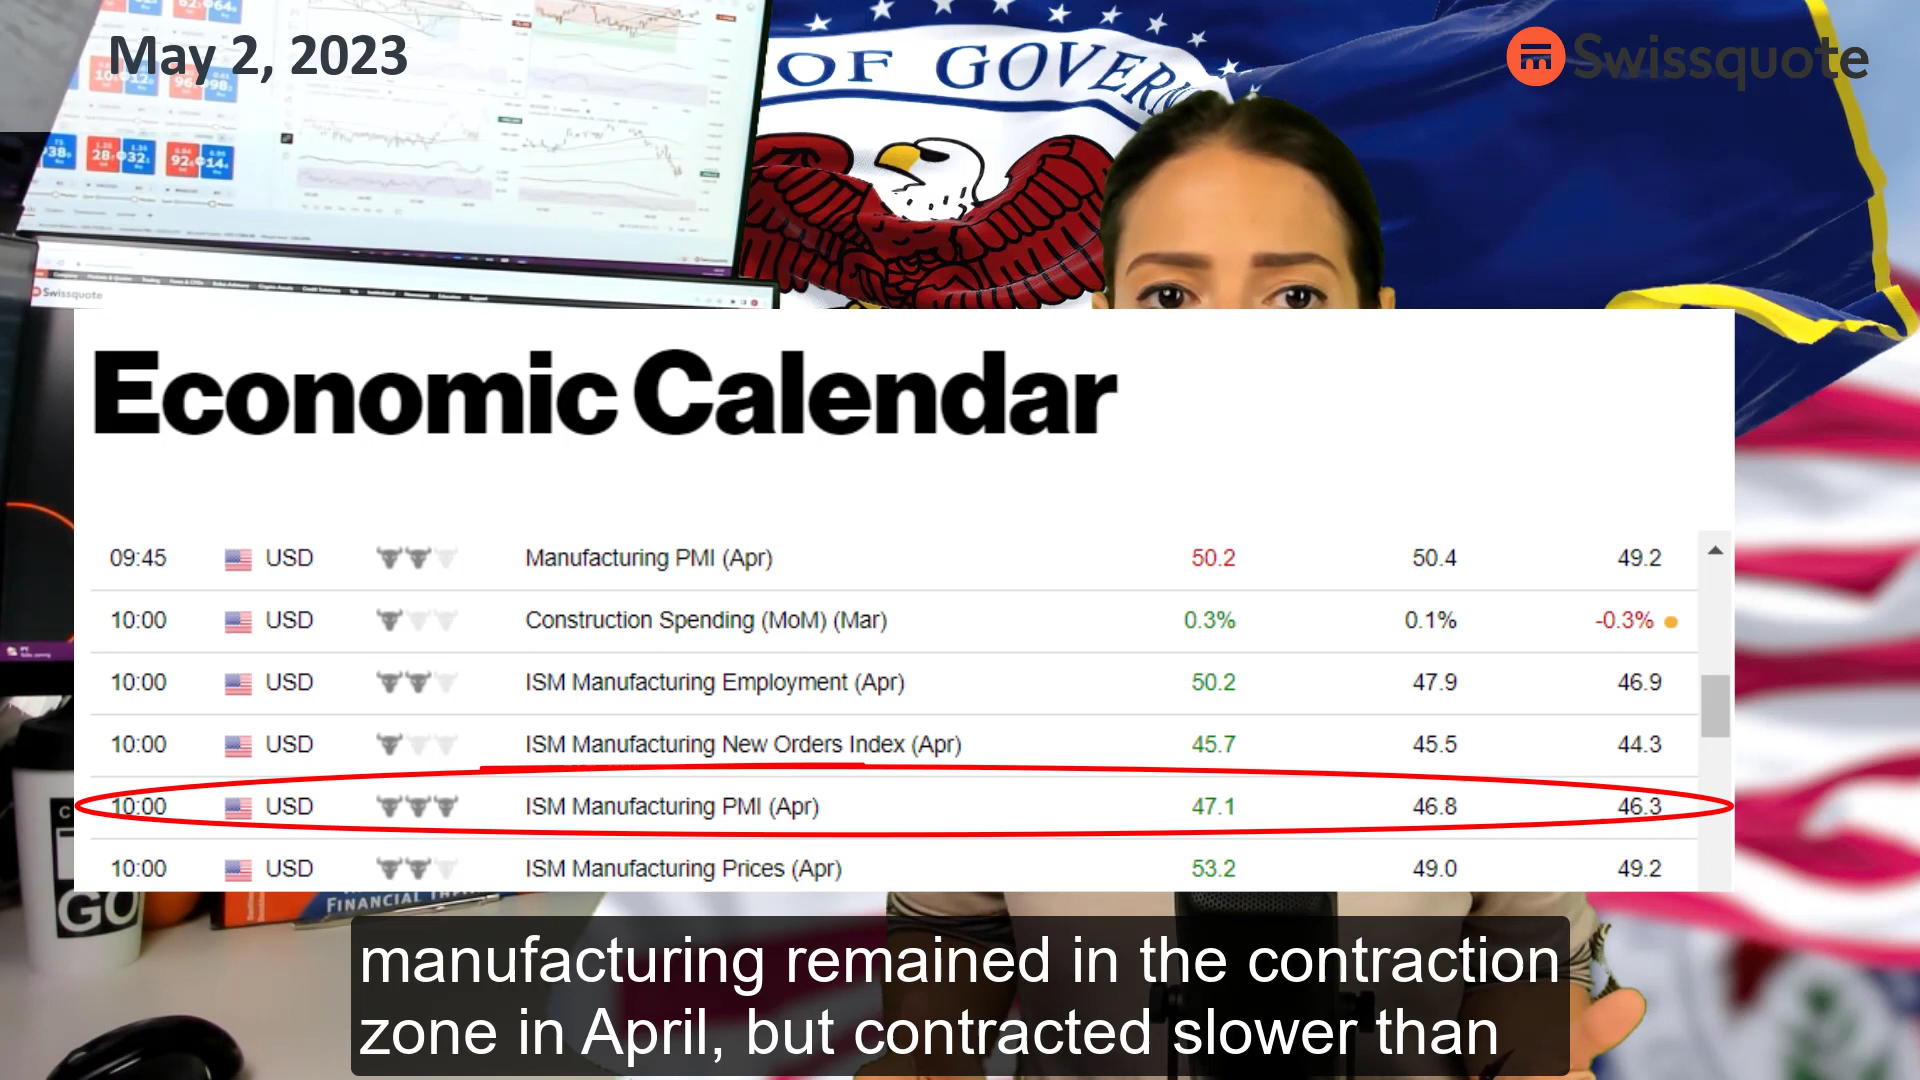 May 2, 2023
Swissquote
OF GOVERN
Swissquote
Economic Calendar
09:45 USD Manufacturing PMI (Apr) 50.2 50.4 49.2
10:00 USD Construction Spending (MoM) (Mar) 0.3% 0.1% -0.3%
10:00 USD ISM Manufacturing Employment (Apr) 50.2 47.9 46.9
10:00 USD ISM Manufacturing New Orders Index (Apr) 45.7 45.5 44.3
10:00 USD ISM Manufacturing PMI (Apr) 47.1 46.8 46.3
10:00 USD ISM Manufacturing Prices (Apr) 53.2 49.0 49.2
GO
FINANCIAL
manufacturing remained in the contraction
zone in April, but contracted slower than